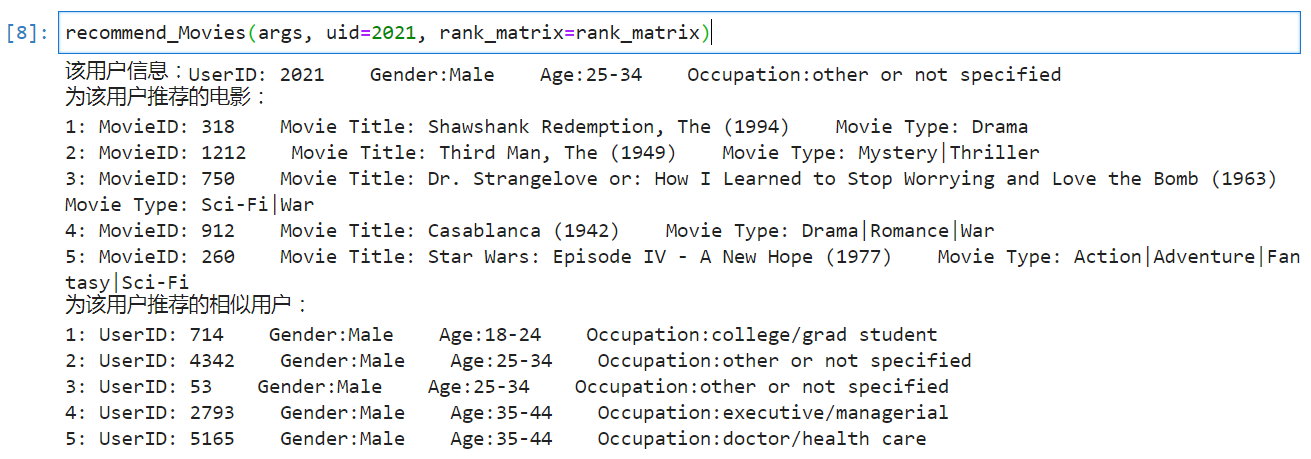 [8]: recommend_Movies(args, uid=2021, rank_matrix=rank_matrix)
该用户信息：UserID: 2021    Gender:Male    Age:25-34    Occupation:other or not specified
为该用户推荐的电影：
1: MovieID: 318    Movie Title: Shawshank Redemption, The (1994)    Movie Type: Drama
2: MovieID: 1212    Movie Title: Third Man, The (1949)    Movie Type: Mystery|Thriller
3: MovieID: 750    Movie Title: Dr. Strangelove or: How I Learned to Stop Worrying and Love the Bomb (1963)
Movie Type: Sci-Fi|War
4: MovieID: 912    Movie Title: Casablanca (1942)    Movie Type: Drama|Romance|War
5: MovieID: 260    Movie Title: Star Wars: Episode IV - A New Hope (1977)    Movie Type: Action|Adventure|Fan
tasy|Sci-Fi
为该用户推荐的相似用户：
1: UserID: 714    Gender:Male    Age:18-24    Occupation:college/grad student
2: UserID: 4342    Gender:Male    Age:25-34    Occupation:other or not specified
3: UserID: 53    Gender:Male    Age:25-34    Occupation:other or not specified
4: UserID: 2793    Gender:Male    Age:35-44    Occupation:executive/managerial
5: UserID: 5165    Gender:Male    Age:35-44    Occupation:doctor/health care